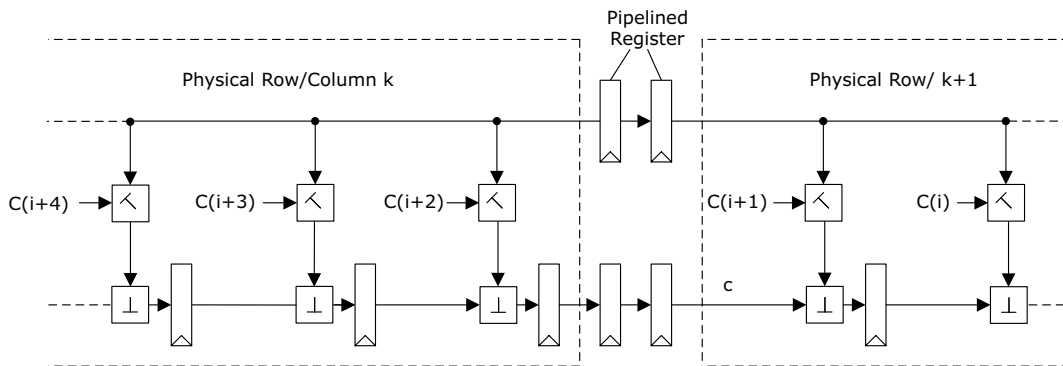 Pipelined
Register
Physical Row/Column k
Physical Row/ k+1
C(i+4)
C(i+3)
C(i+2)
C(i+1)
C(i)
c